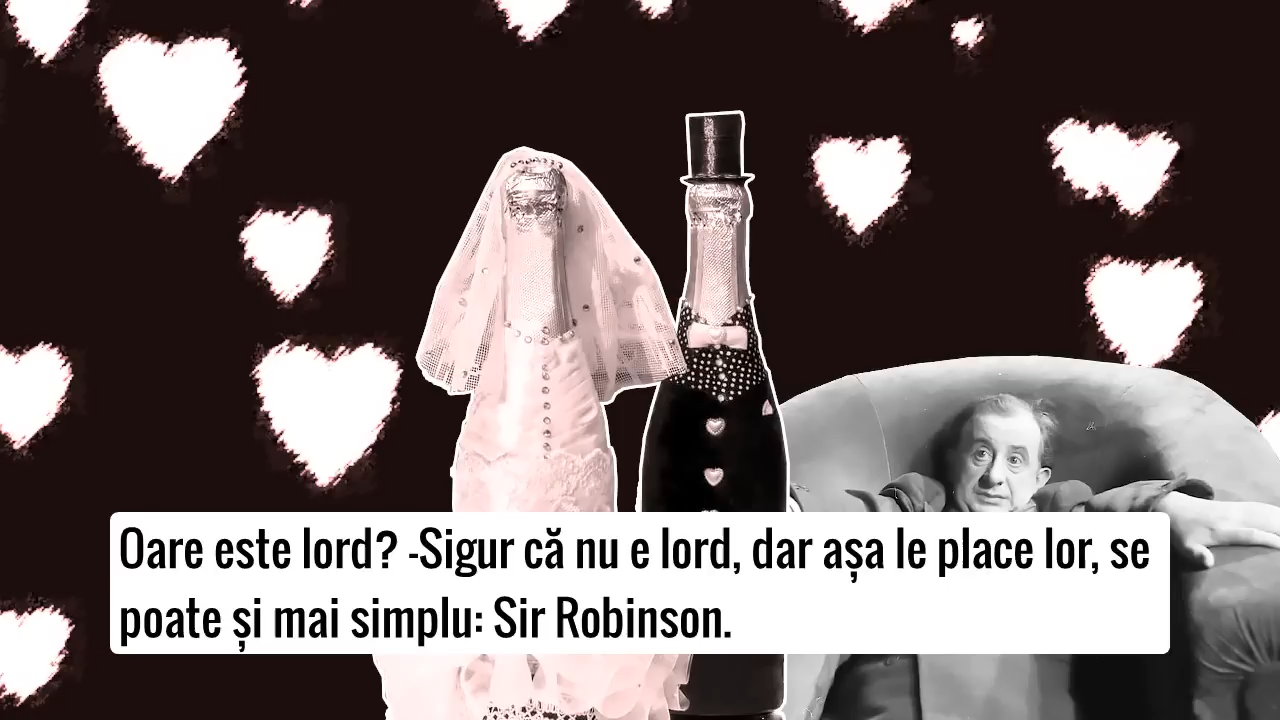 Oare este lord? -Sigur că nu e lord, dar așa le place lor, se
poate și mai simplu: Sir Robinson.